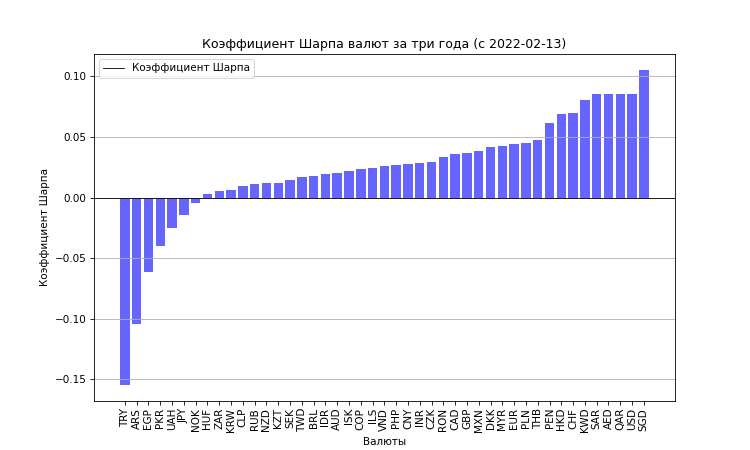 Коэффициент Шарпа валют за три года (с 2022-02-13)
Коэффициент Шарпа
0.10
0.05
0.00
−0.05
−0.10
−0.15
Коэффициент Шарпа
TRY
ARS
EGP
PKR
UAH
JPY
NOK
HUF
ZAR
KRW
CLP
RUB
NZD
KZT
SEK
TWD
BRL
IDR
AUD
ISK
COP
ILS
VND
PHP
CNY
INR
CZK
RON
CAD
GBP
MXN
DKK
MYR
EUR
PLN
THB
PEN
HKD
CHF
KWD
SAR
AED
QAR
USD
SGD
Валюты